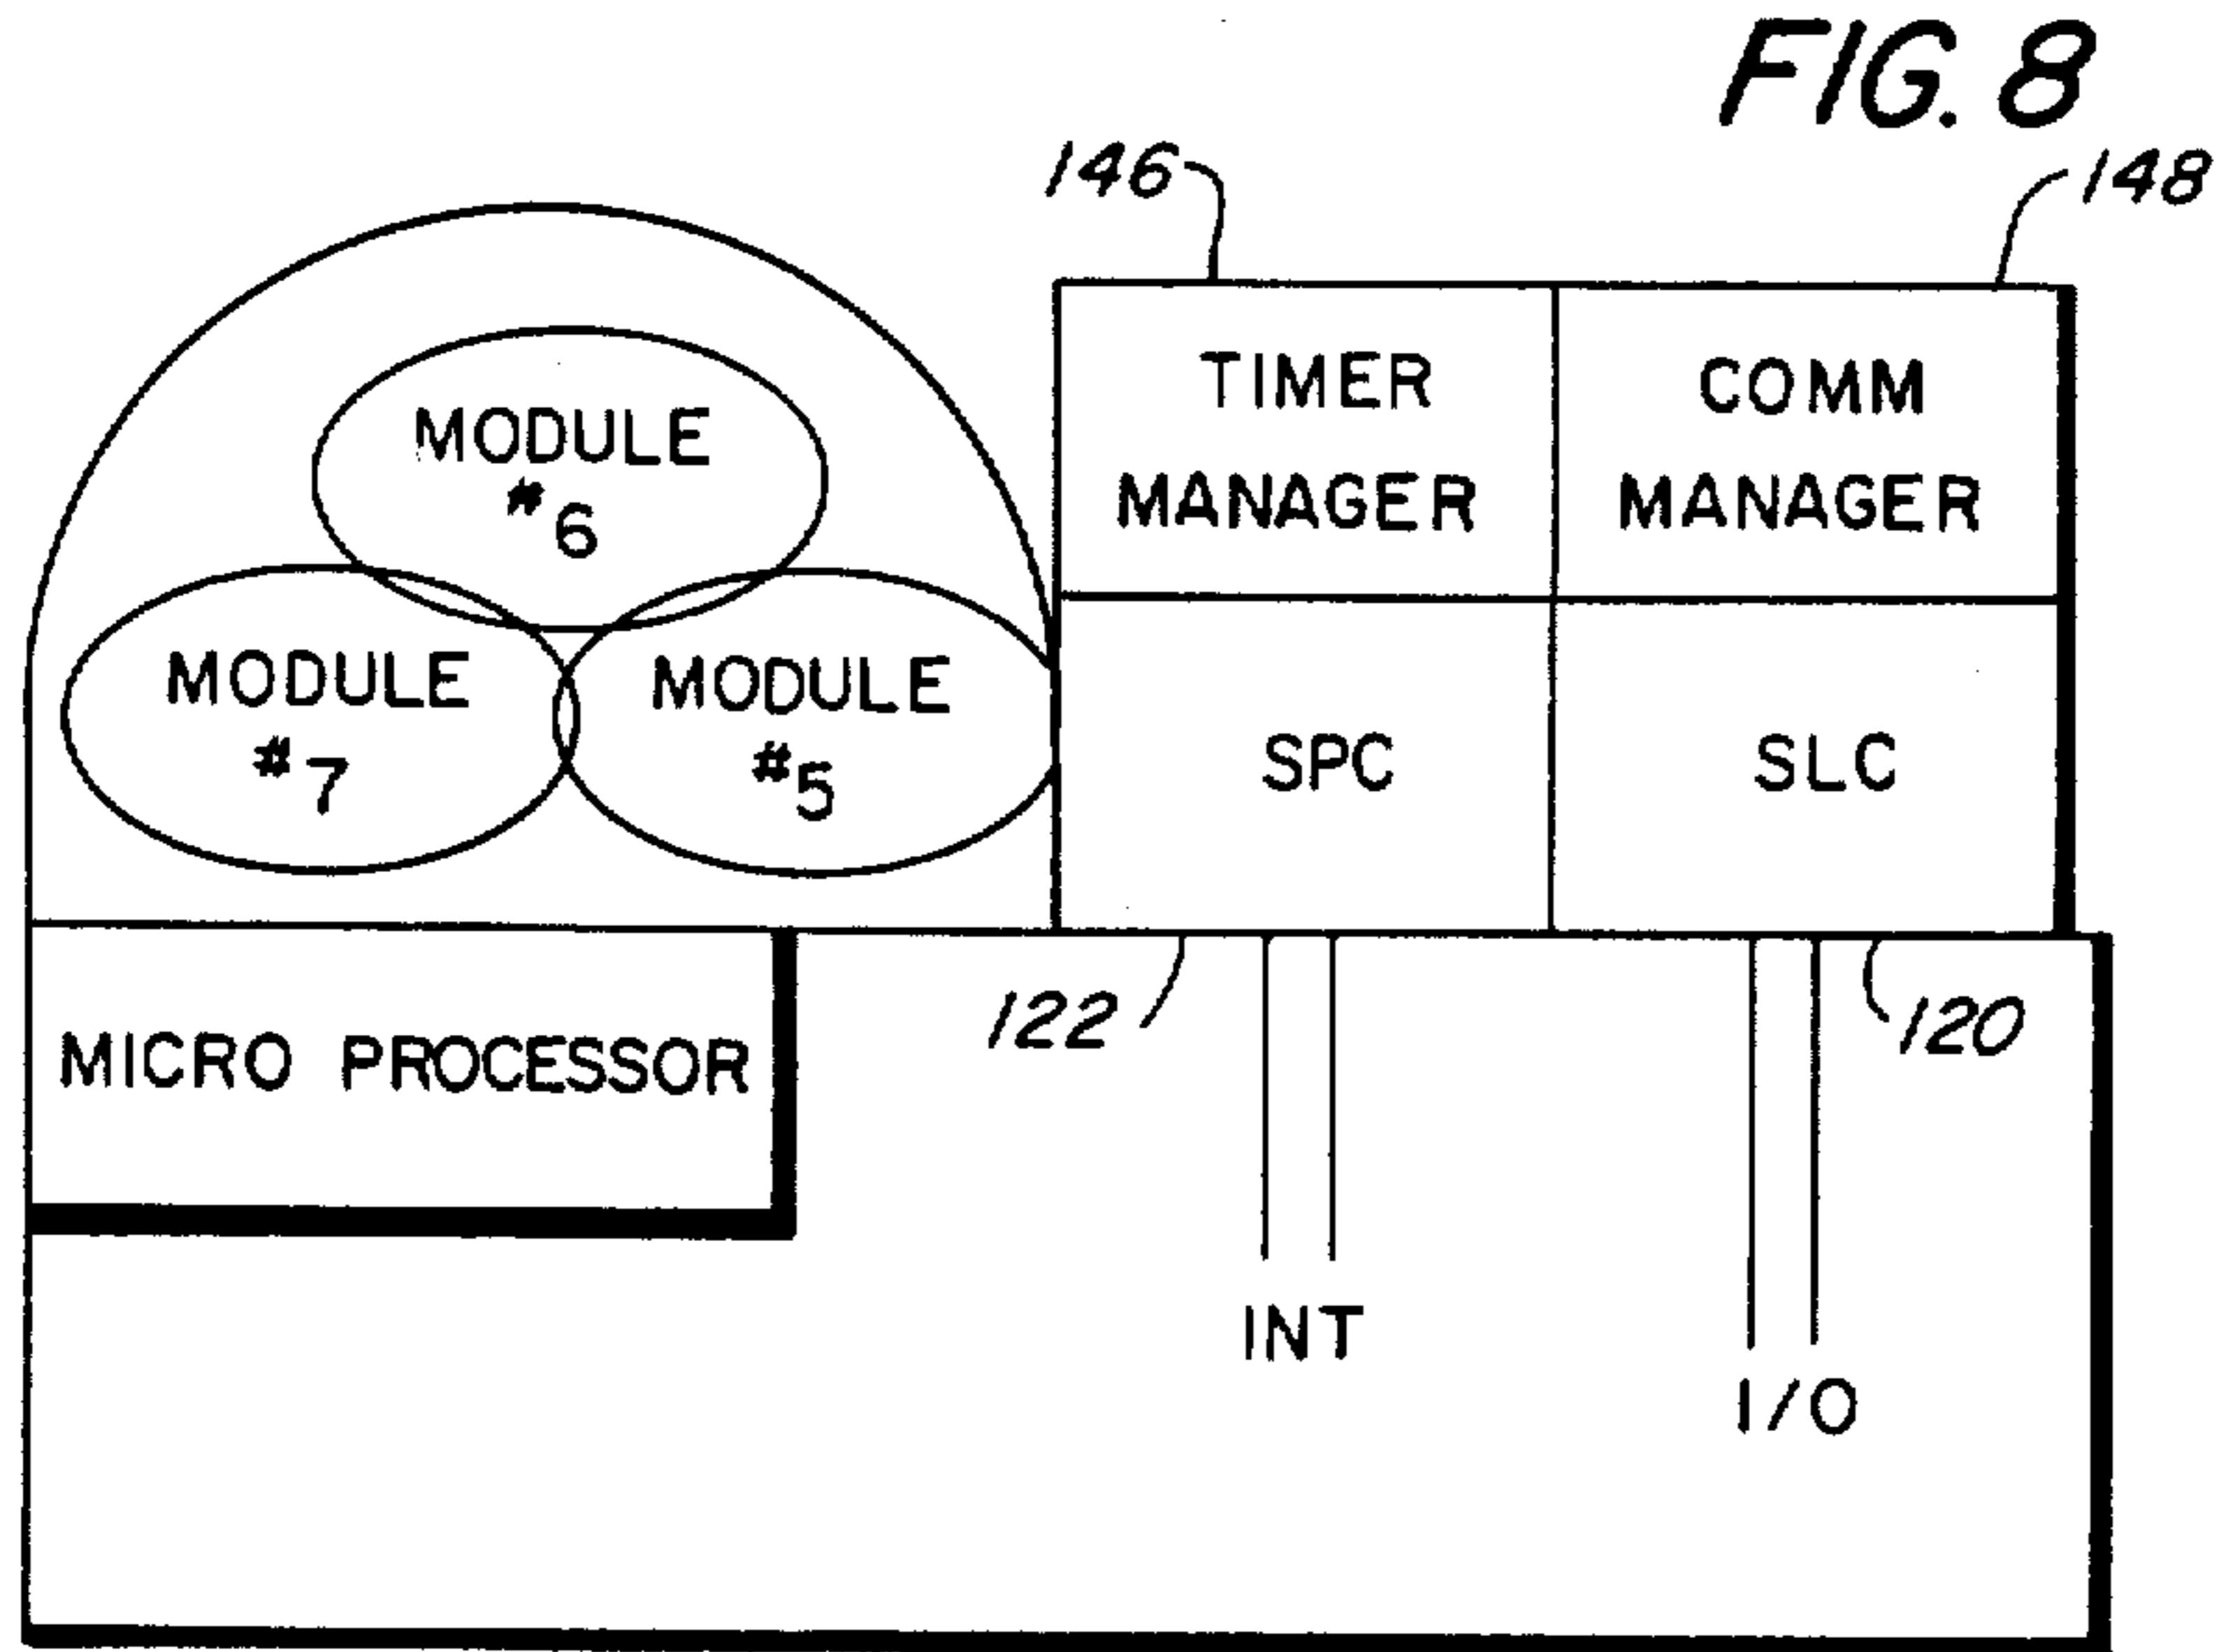 FIG. 8
146
148
TIMER
MANAGER
COMM
MANAGER
MODULE
#6
MODULE
#7
MODULE
#5
SPC
SLC
122
120
MICRO PROCESSOR
INT
I/O